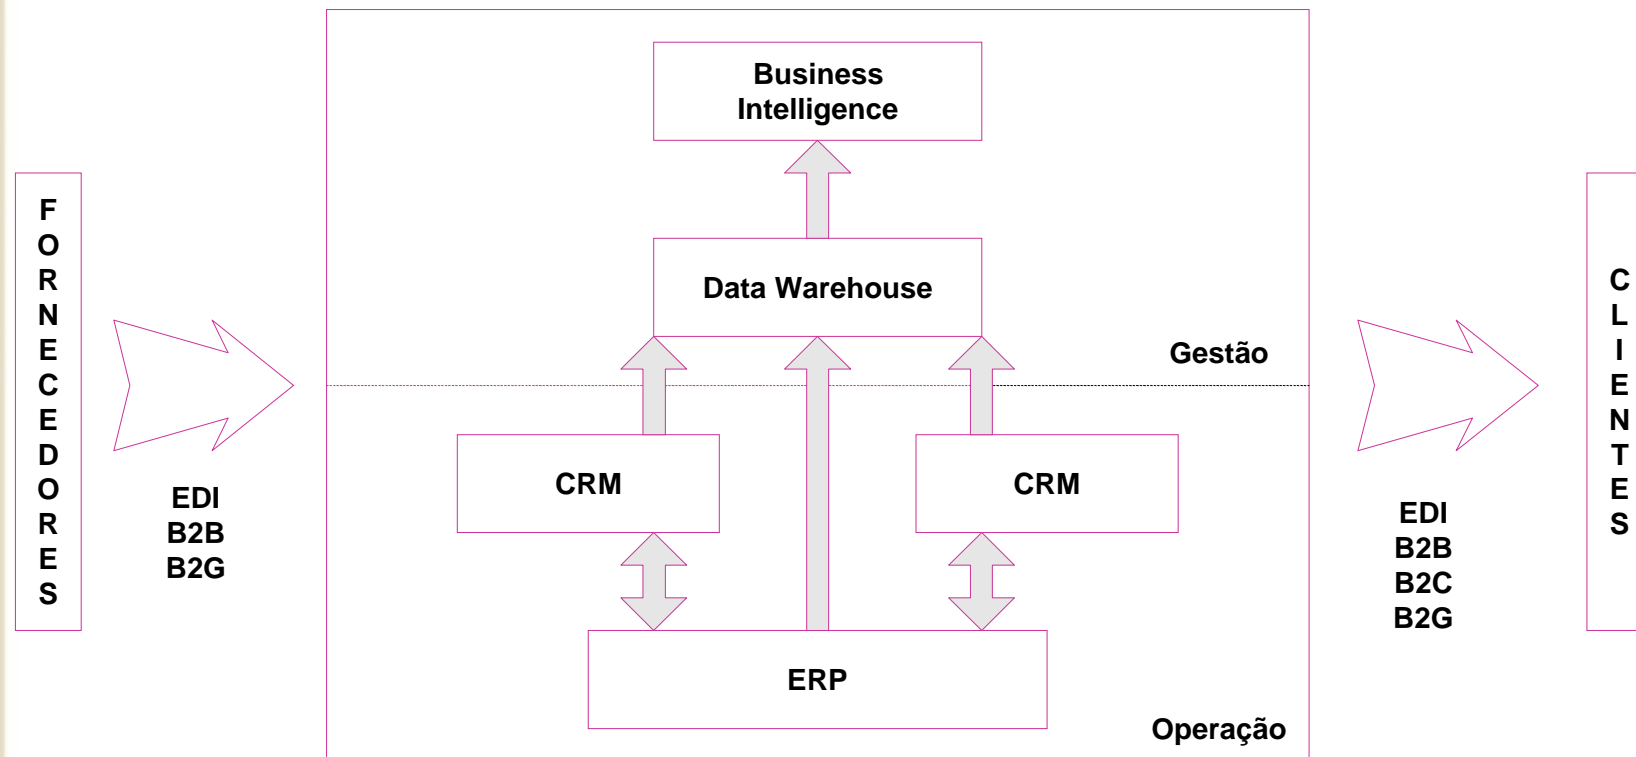 Business
Intelligence
FORNECEDORES
Data Warehouse
CLIENTES
Gestão
CRM
CRM
EDI
B2B
B2G
EDI
B2B
B2C
B2G
ERP
Operação